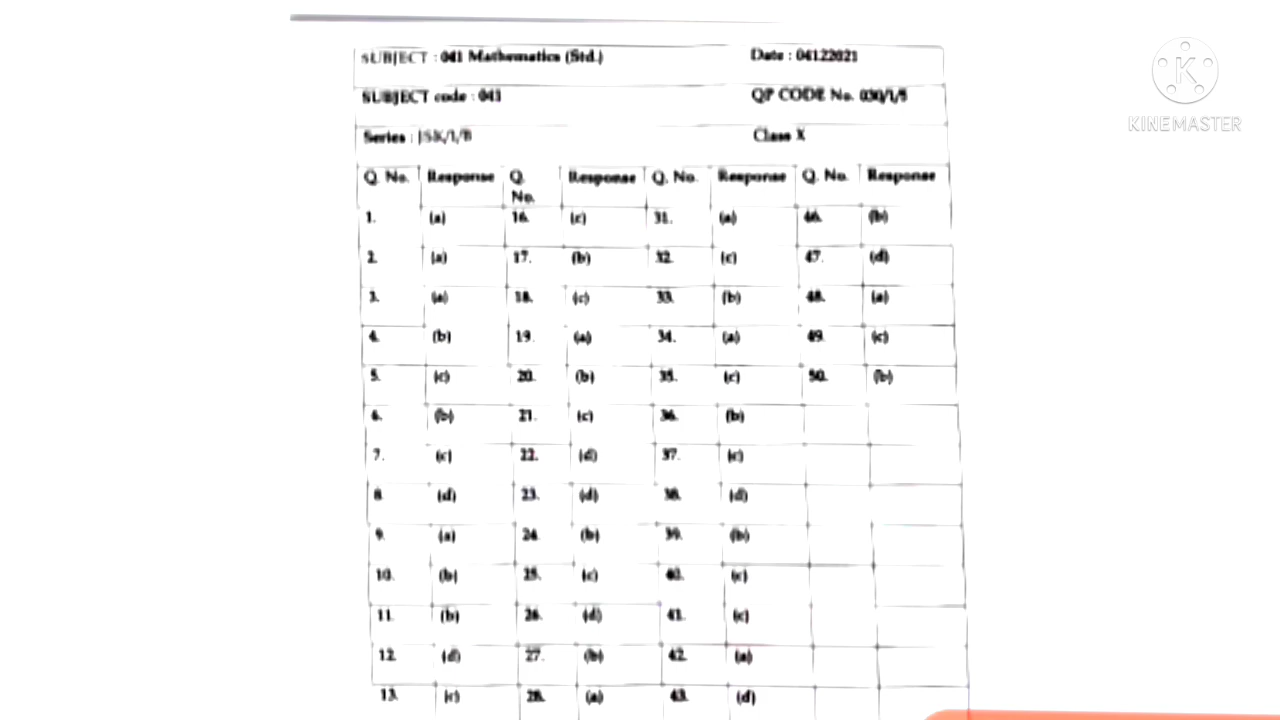 SUBJECT : 041 Mathematics (Std.) Date : 04122021
SUBJECT code : 041 QP CODE No. 030/1/5
Series : JSK/1/B Class X
Q. No. Response Q. No. Response Q. No. Response Q. No. Response
1. (a) 16. (c) 31. (a) 46. (b)
2. (a) 17. (b) 32. (c) 47. (d)
3. (a) 18. (c) 33. (b) 48. (a)
4. (b) 19. (a) 34. (a) 49. (c)
5. (c) 20. (b) 35. (c) 50. (b)
6. (b) 21. (c) 36. (b)
7. (c) 22. (d) 37. (c)
8. (d) 23. (d) 38. (d)
9. (a) 24. (b) 39. (b)
10. (b) 25. (c) 40. (c)
11. (b) 26. (d) 41. (c)
12. (d) 27. (b) 42. (a)
13. (c) 28. (a) 43. (d)
K
KINEMASTER